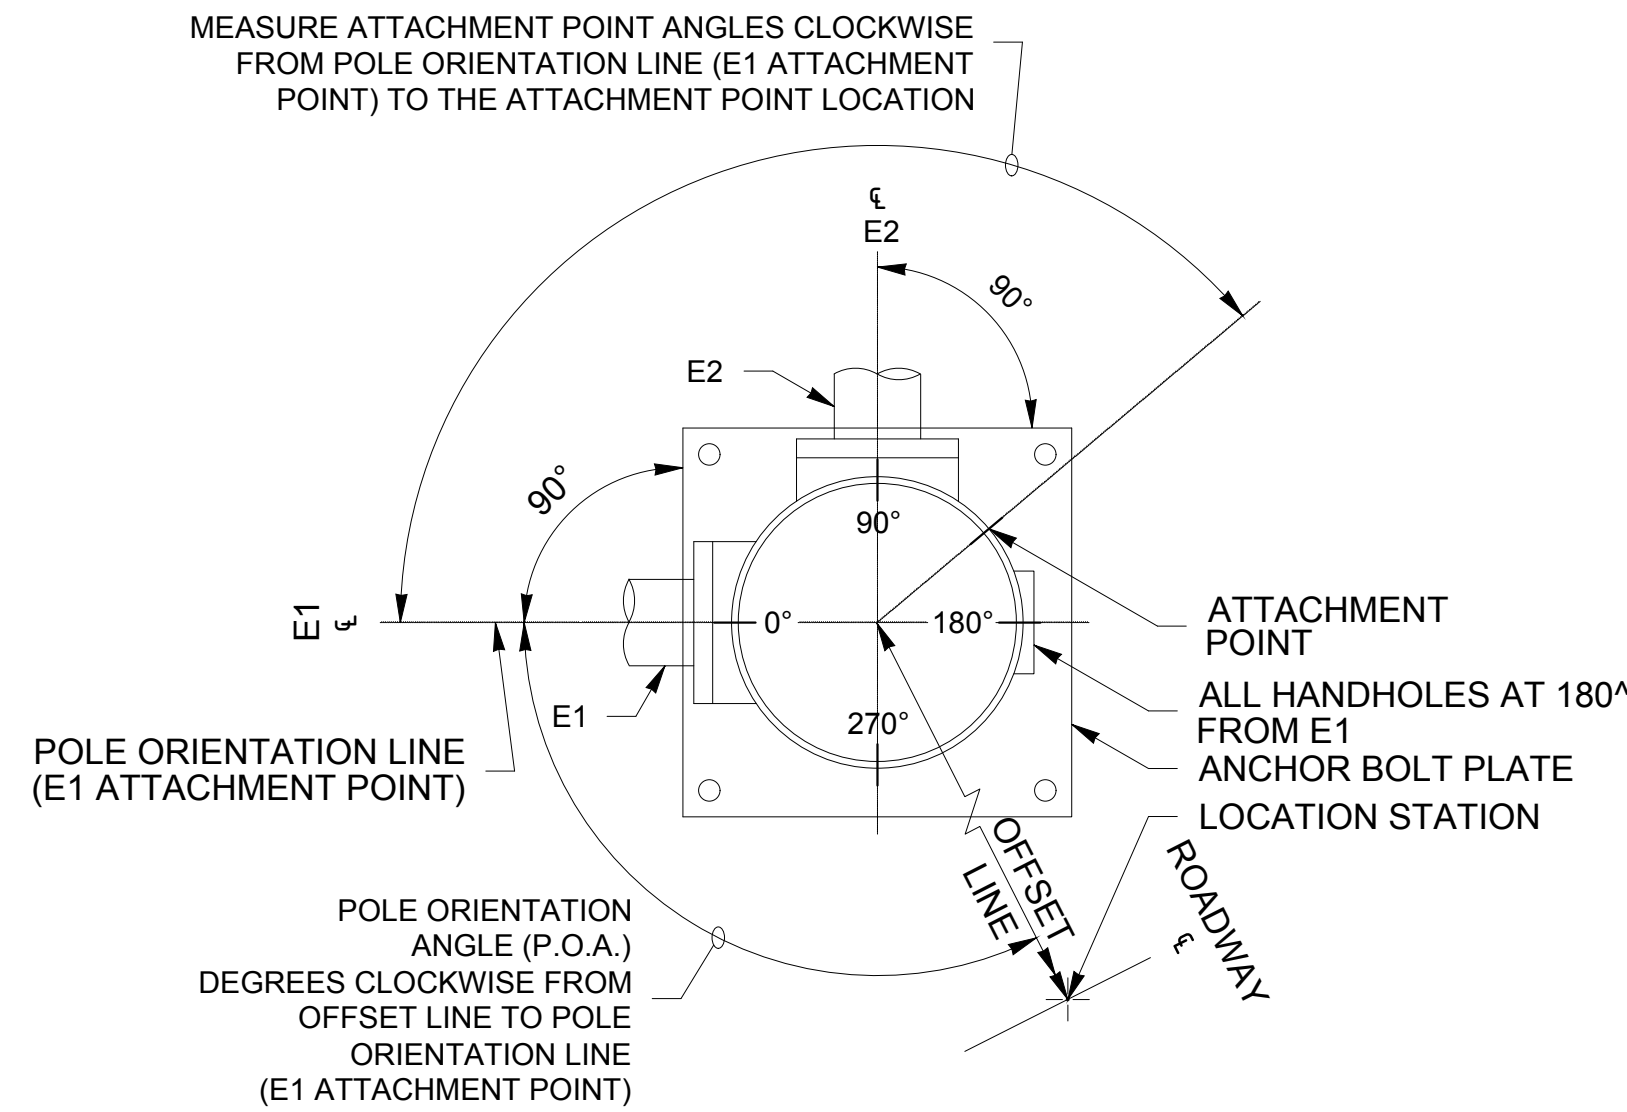 MEASURE ATTACHMENT POINT ANGLES CLOCKWISE
FROM POLE ORIENTATION LINE (E1 ATTACHMENT
POINT) TO THE ATTACHMENT POINT LOCATION
℄
E2
90°
E2
90°
90°
E1
℄
0°
180°
270°
E1
ATTACHMENT
POINT
ALL HANDHOLES AT 180^
FROM E1
ANCHOR BOLT PLATE
LOCATION STATION
POLE ORIENTATION LINE
(E1 ATTACHMENT POINT)
OFFSET
LINE
ROADWAY
℄
POLE ORIENTATION
ANGLE (P.O.A.)
DEGREES CLOCKWISE FROM
OFFSET LINE TO POLE
ORIENTATION LINE
(E1 ATTACHMENT POINT)